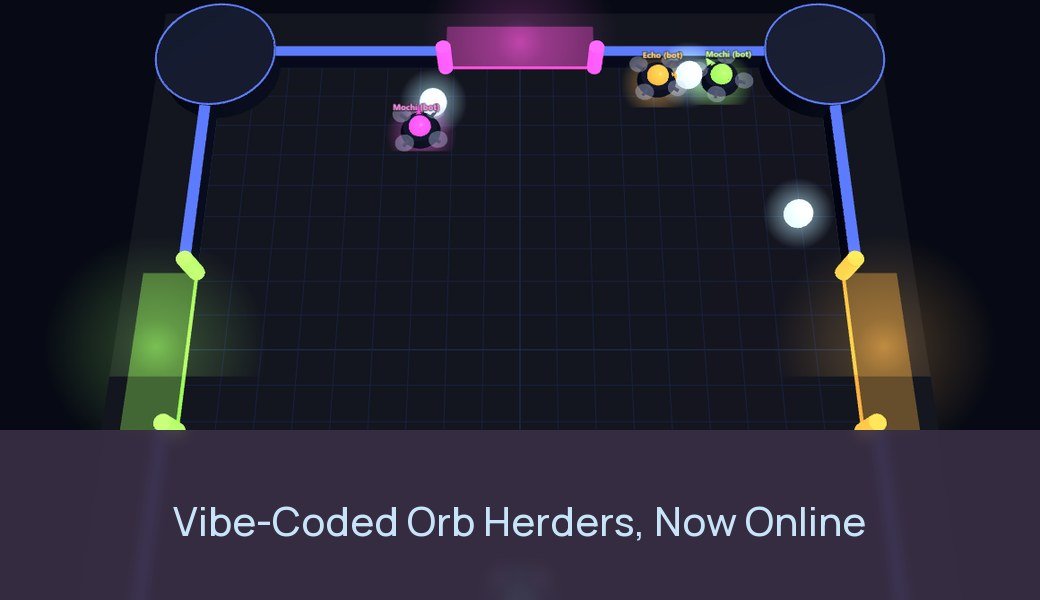 Echo (bot)
Mochi (bot)
Mochi (bot)
Vibe-Coded Orb Herders, Now Online